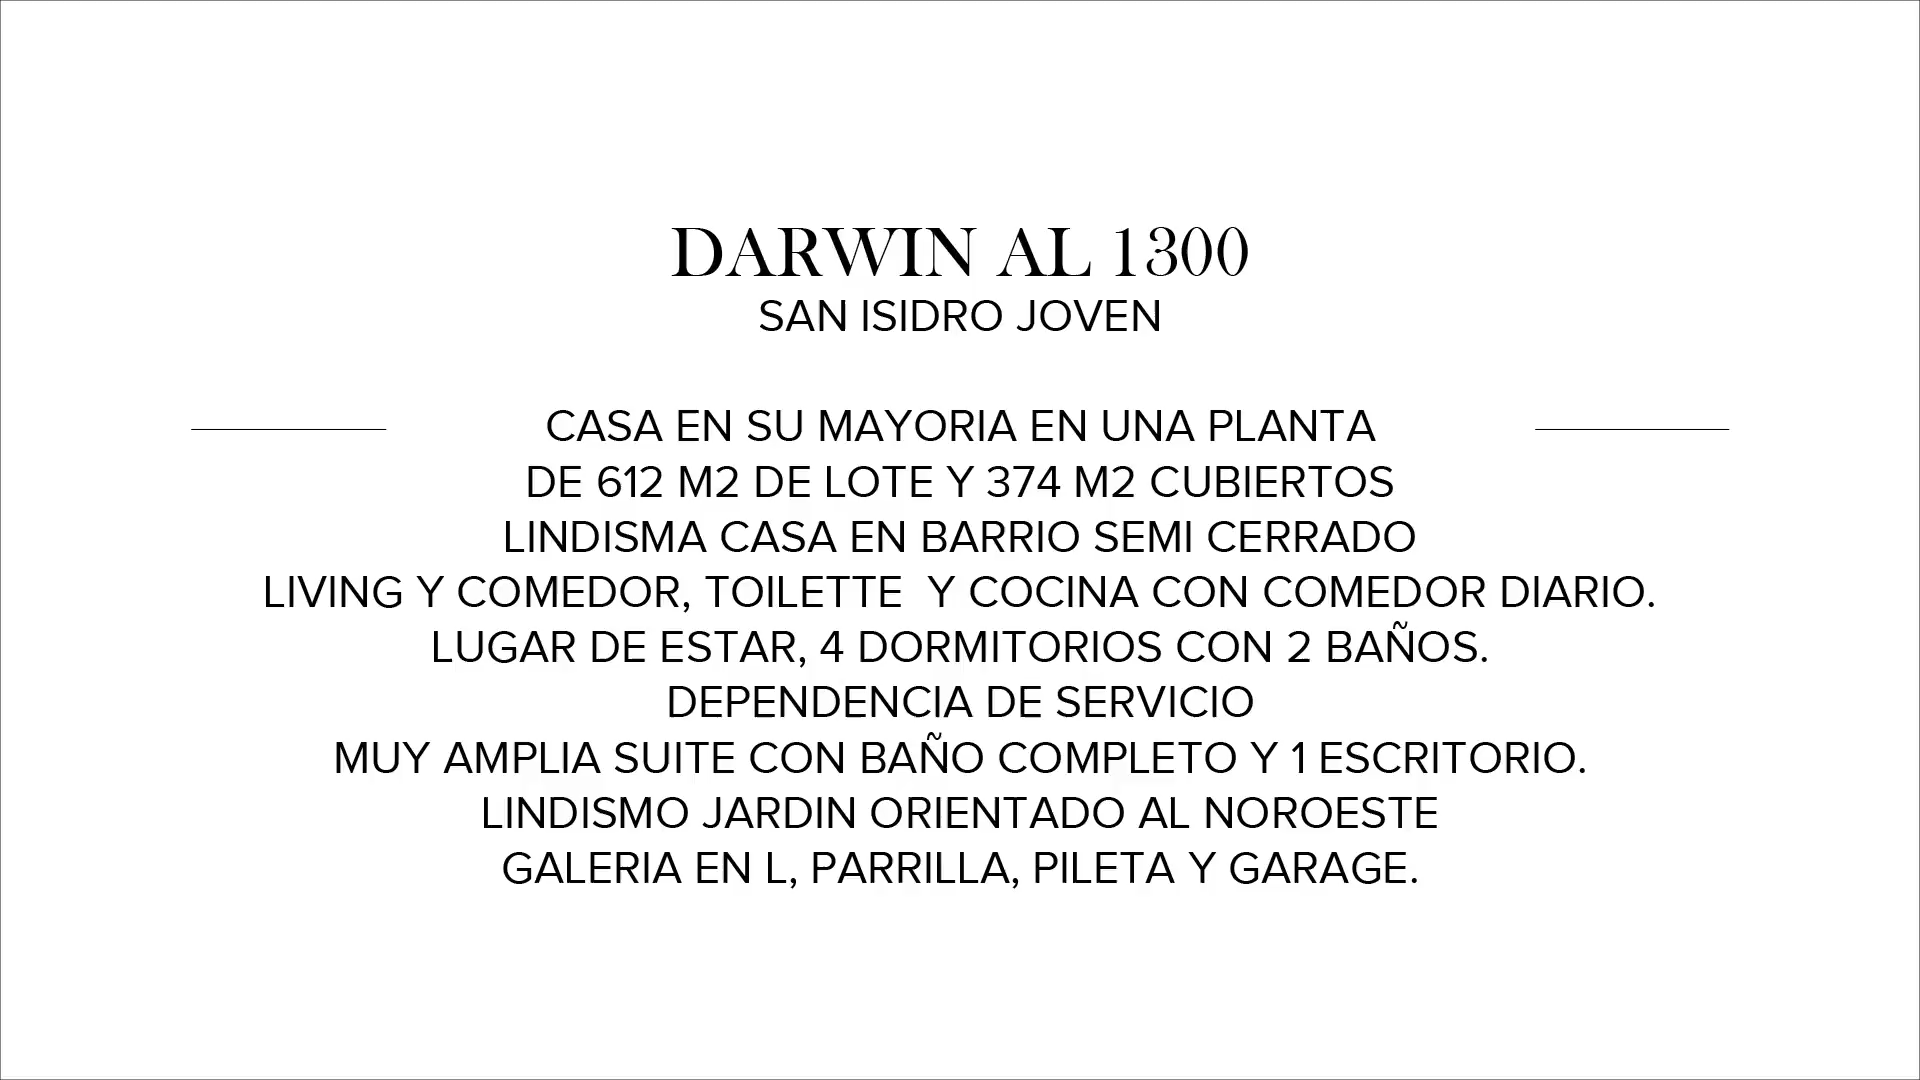 DARWIN AL 1300
SAN ISIDRO JOVEN
CASA EN SU MAYORIA EN UNA PLANTA
DE 612 M2 DE LOTE Y 374 M2 CUBIERTOS
LINDISMA CASA EN BARRIO SEMI CERRADO
LIVING Y COMEDOR, TOILETTE  Y COCINA CON COMEDOR DIARIO.
LUGAR DE ESTAR, 4 DORMITORIOS CON 2 BAÑOS.
DEPENDENCIA DE SERVICIO
MUY AMPLIA SUITE CON BAÑO COMPLETO Y 1 ESCRITORIO.
LINDISMO JARDIN ORIENTADO AL NOROESTE
GALERIA EN L, PARRILLA, PILETA Y GARAGE.